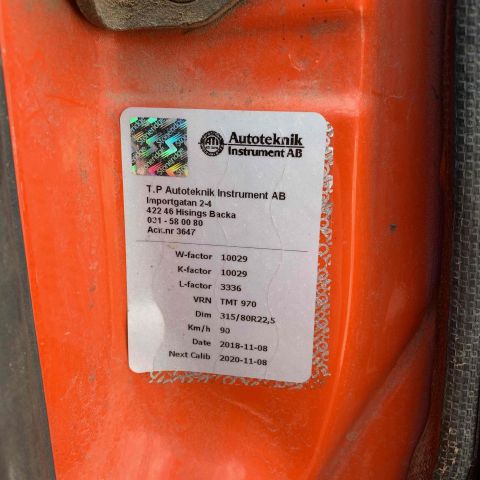 Autoteknik
Instrument AB
T.P Autoteknik Instrument AB
Importgatan 2-4
422 46 Hisings Backa
031 - 58 00 80
Ack.nr 3647
W-factor 10029
K-factor 10029
L-factor 3336
VRN TMT 970
Dim 315/80R22,5
Km/h 90
Date 2018-11-08
Next Calib 2020-11-08